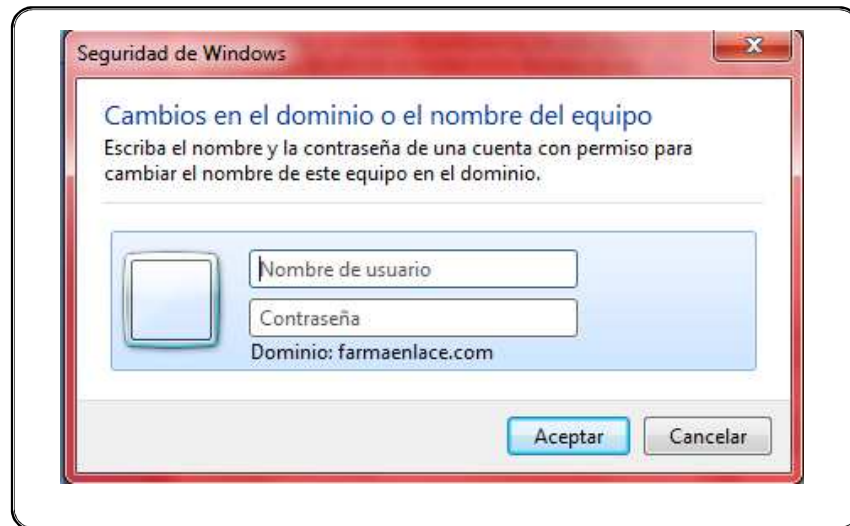 Seguridad de Windows
Cambios en el dominio o el nombre del equipo
Escriba el nombre y la contraseña de una cuenta con permiso para
cambiar el nombre de este equipo en el dominio.
Nombre de usuario
Contraseña
Dominio: farmaenlace.com
Aceptar
Cancelar